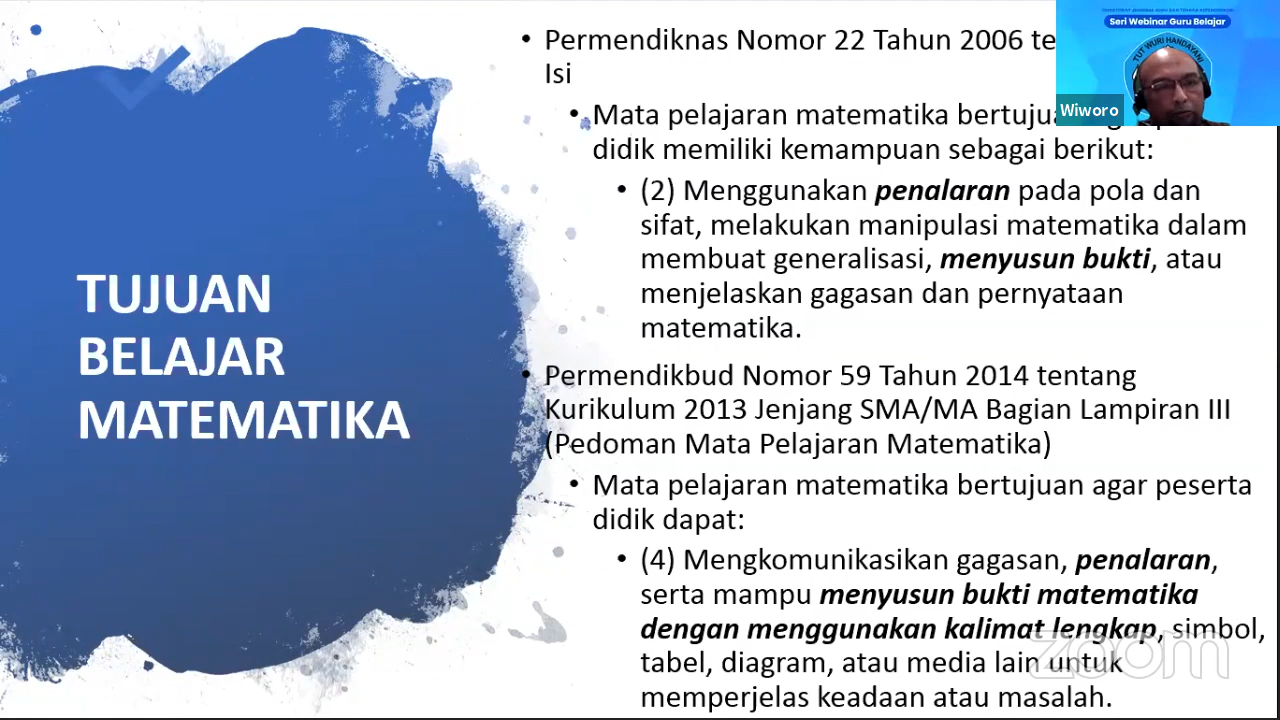 TUJUAN
BELAJAR
MATEMATIKA
• Permendiknas Nomor 22 Tahun 2006
Isi
• Mata pelajaran matematika
didik memiliki kemampuan sebagai berikut:
• (2) Menggunakan penalaran pada pola dan
sifat, melakukan manipulasi matematika dalam
membuat generalisasi, menyusun bukti, atau
menjelaskan gagasan dan pernyataan
matematika.
• Permendikbud Nomor 59 Tahun 2014 tentang
Kurikulum 2013 Jenjang SMA/MA Bagian Lampiran III
(Pedoman Mata Pelajaran Matematika)
• Mata pelajaran matematika bertujuan agar peserta
didik dapat:
• (4) Mengkomunikasikan gagasan, penalaran,
serta mampu menyusun bukti matematika
dengan menggunakan kalimat lengkap, simbol,
tabel, diagram, atau media lain untuk
memperjelas keadaan atau masalah.
Seri Webinar Guru Belajar
TUT WURI HANDAYANI
Wiworo
zoom